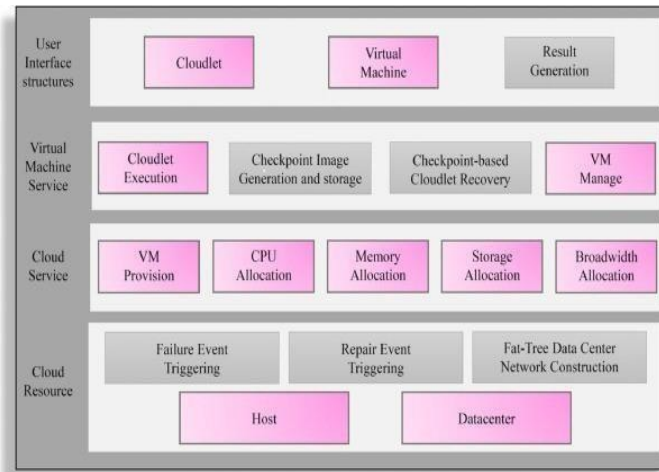 User
Interface
structures
Cloudlet
Virtual
Machine
Result
Generation
Virtual
Machine
Service
Cloudlet
Execution
Checkpoint Image
Generation and storage
Checkpoint-based
Cloudlet Recovery
VM
Manage
Cloud
Service
VM
Provision
CPU
Allocation
Memory
Allocation
Storage
Allocation
Broadwidth
Allocation
Cloud
Resource
Failure Event
Triggering
Repair Event
Triggering
Fat-Tree Data Center
Network Construction
Host
Datacenter